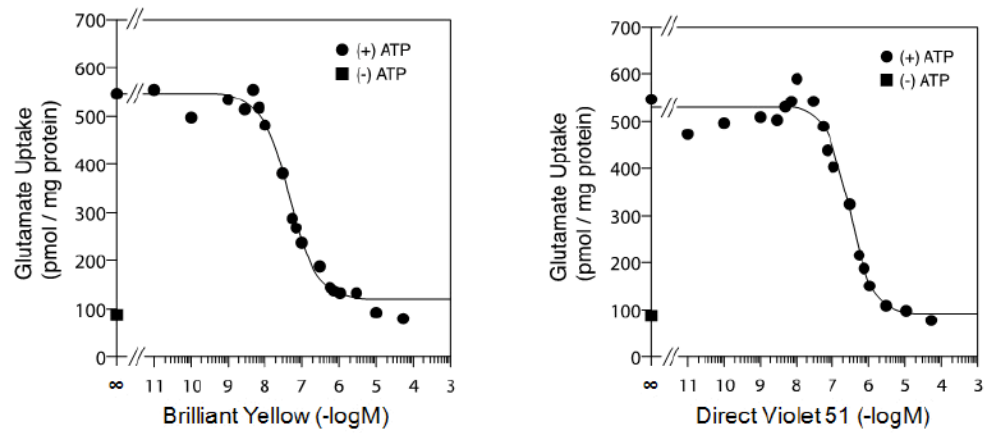 700
600
500
400
300
200
100
0
Glutamate Uptake
(pmol / mg protein)
(+) ATP
(-) ATP
∞ 11 10 9 8 7 6 5 4 3
Brilliant Yellow (-logM)
700
600
500
400
300
200
100
0
Glutamate Uptake
(pmol / mg protein)
(+) ATP
(-) ATP
∞ 11 10 9 8 7 6 5 4 3
Direct Violet 51 (-logM)